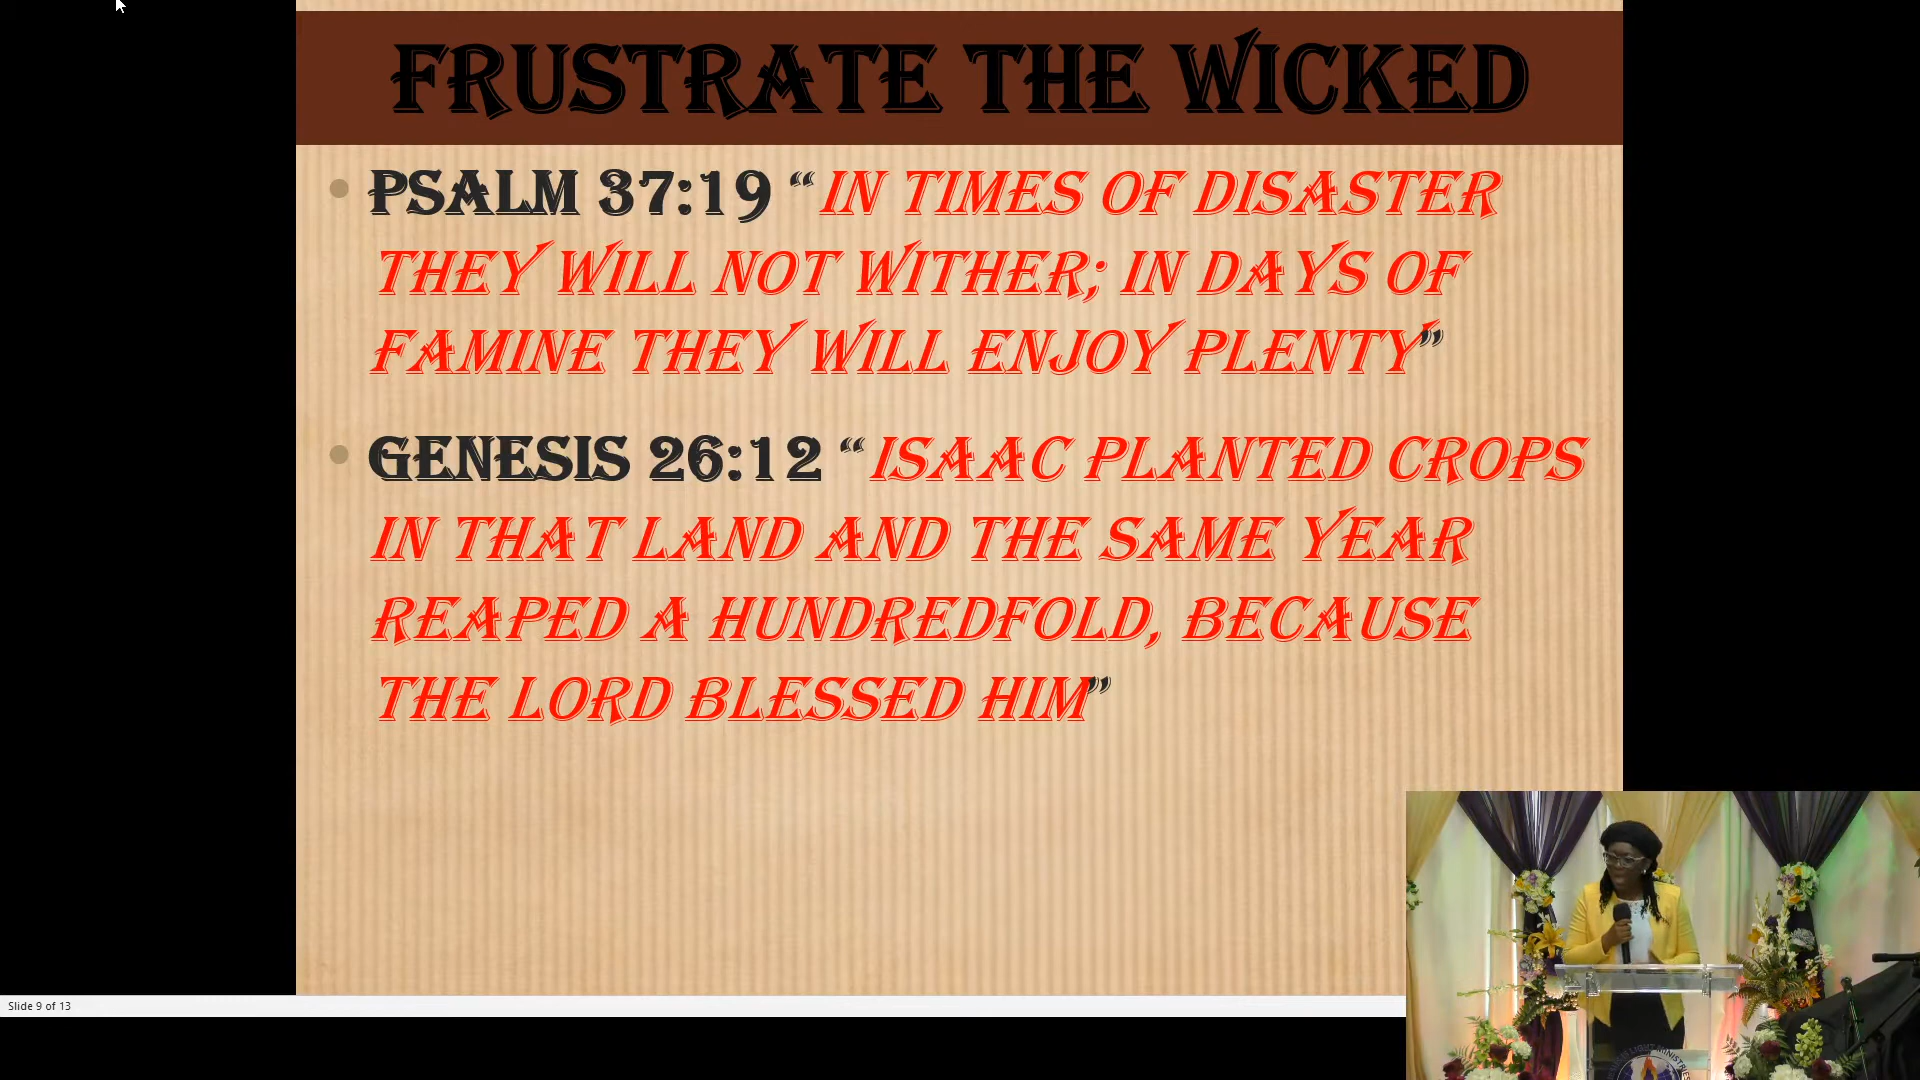 FRUSTRATE THE WICKED
• PSALM 37:19 “IN TIMES OF DISASTER
THEY WILL NOT WITHER; IN DAYS OF
FAMINE THEY WILL ENJOY PLENTY”
• GENESIS 26:12 “ISAAC PLANTED CROPS
IN THAT LAND AND THE SAME YEAR
REAPED A HUNDREDFOLD, BECAUSE
THE LORD BLESSED HIM”
Slide 9 of 13
LIGHT MINISTRIES